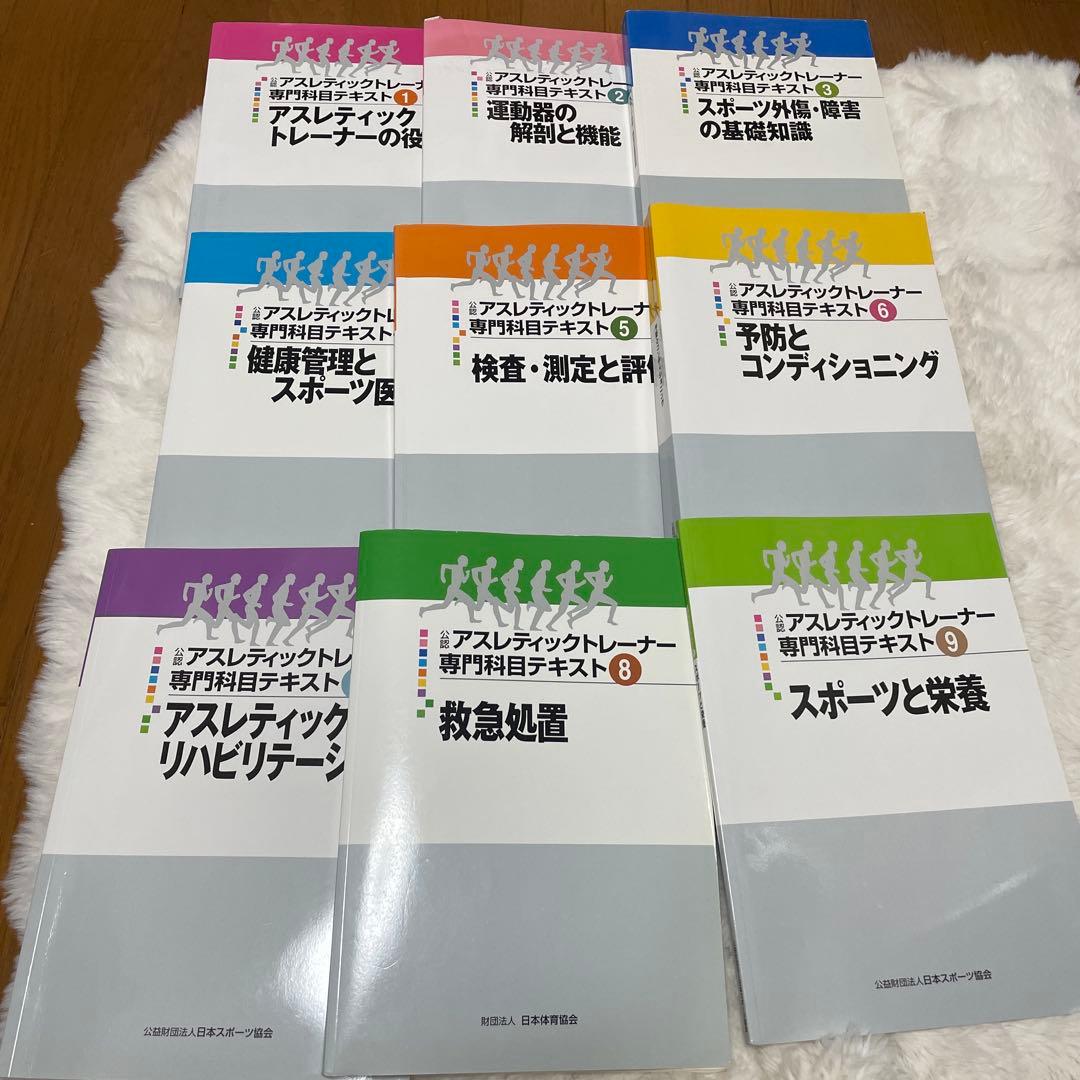 公認 アスレティックトレーナー
専門科目テキスト 1
アスレティック
トレーナーの役
公認 アスレティックトレー
専門科目テキスト 2
運動器の
解剖と機能
公認 アスレティックトレーナー
専門科目テキスト 3
スポーツ外傷・障害
の基礎知識
公認 アスレティックトレ
専門科目テキスト
健康管理と
スポーツ医
公認 アスレティックトレーナー
専門科目テキスト 5
検査・測定と評価
公認 アスレティックトレーナー
専門科目テキスト 6
予防と
コンディショニング
公認 アスレティックトレ
専門科目テキスト
アスレティック
リハビリテーシ
公益財団法人日本スポーツ協会
公認 アスレティックトレーナー
専門科目テキスト 8
救急処置
財団法人 日本体育協会
公認 アスレティックトレーナー
専門科目テキスト 9
スポーツと栄養
公益財団法人日本スポーツ協会